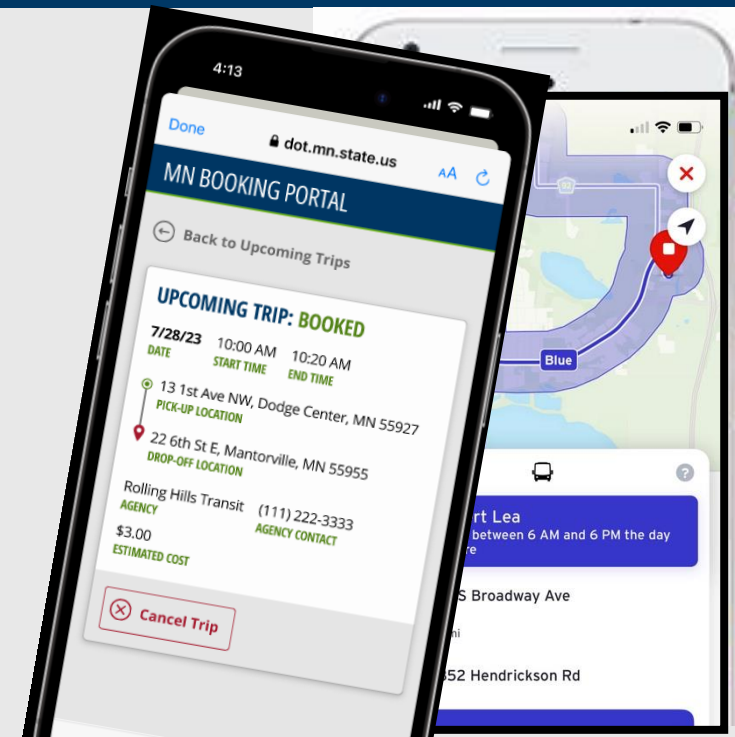 4:13
Done
dot.mn.state.us
AA
MN BOOKING PORTAL
Back to Upcoming Trips
UPCOMING TRIP: BOOKED
7/28/23 10:00 AM 10:20 AM
DATE START TIME END TIME
13 1st Ave NW, Dodge Center, MN 55927
PICK-UP LOCATION
22 6th St E, Mantorville, MN 55955
DROP-OFF LOCATION
Rolling Hills Transit (111) 222-3333
AGENCY AGENCY CONTACT
$3.00
ESTIMATED COST
Cancel Trip
93
Blue
?
rt Lea
between 6 AM and 6 PM the day
re
S Broadway Ave
mi
352 Hendrickson Rd